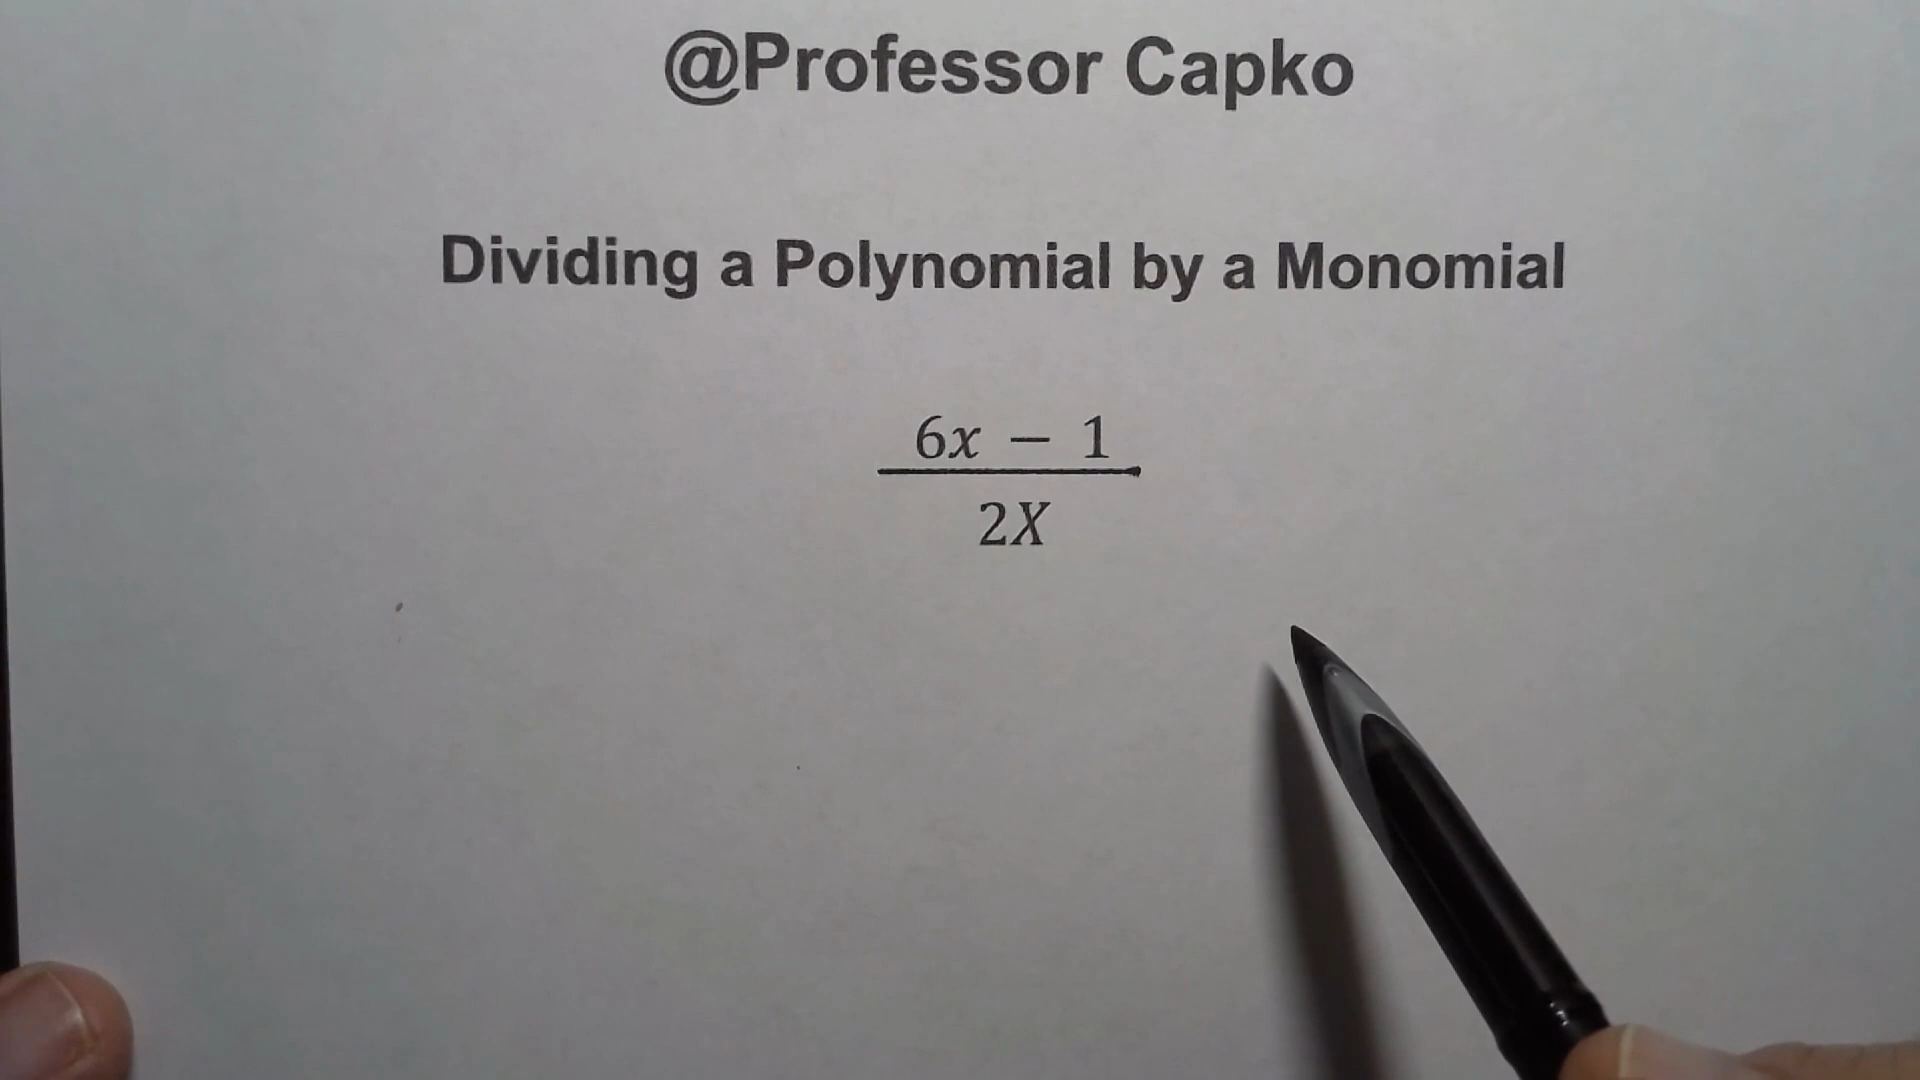 @Professor Capko
Dividing a Polynomial by a Monomial
6x − 1
2X